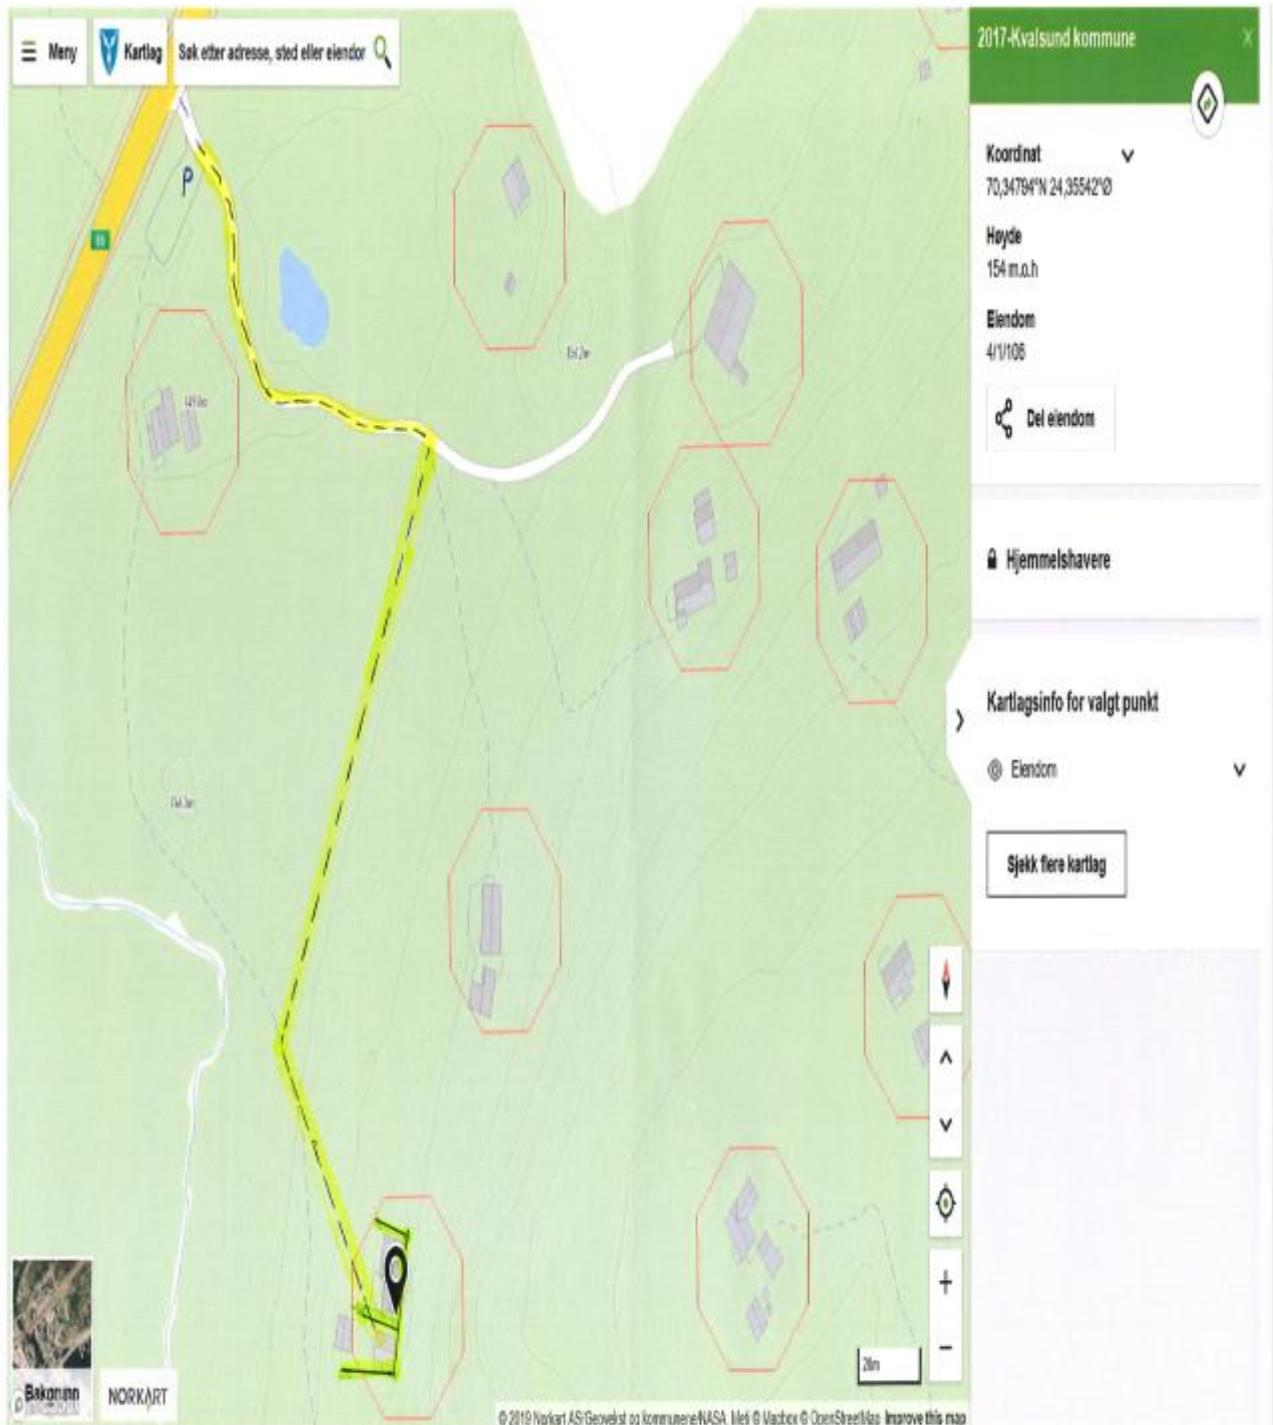 Meny
Kartlag
Søk etter adresse, sted eller eiendor
2017-Kvalsund kommune
X
Koordinat
70,34794°N 24,35542°Ø
Høyde
154 m.o.h
Eiendom
4/1/106
Del eiendom
Hjemmelshavere
Kartlagsinfo for valgt punkt
Eiendom
Sjekk flere kartlag
P
20m
Bakgrunn
NORKART
© 2019 Norkart AS/Geovekst og kommunene/NASA, Meti © Mapbox © OpenStreetMap Improve this map